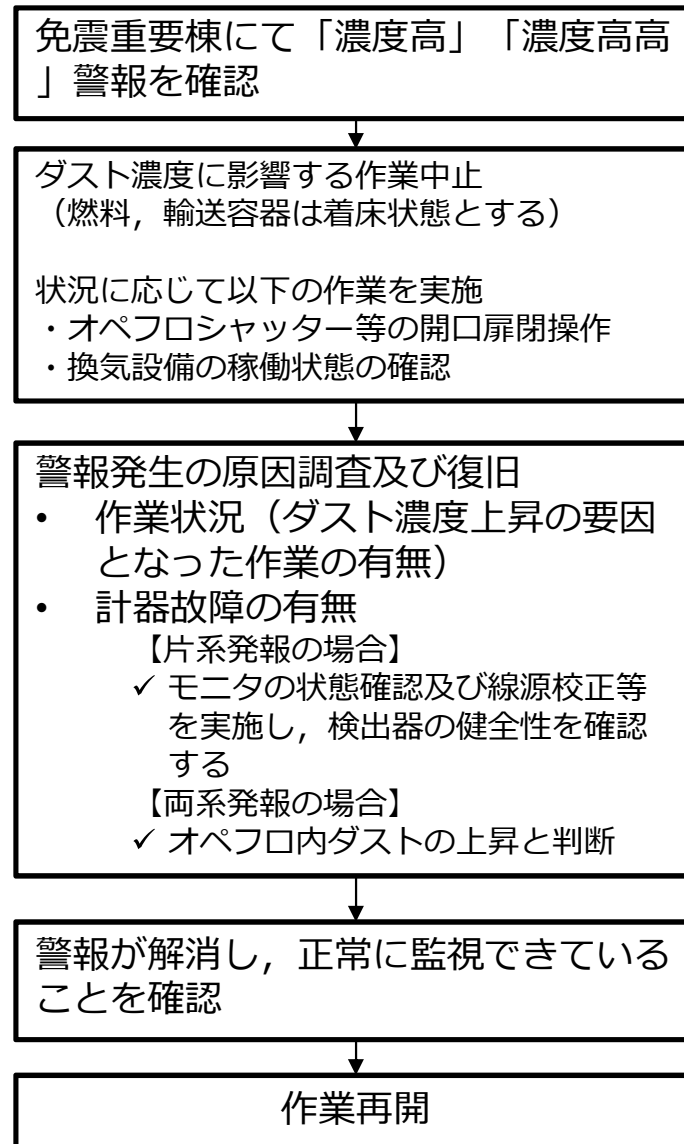 免震重要棟にて「濃度高」「濃度高高
」警報を確認
ダスト濃度に影響する作業中止
（燃料，輸送容器は着床状態とする）
状況に応じて以下の作業を実施
・オペフロシャッター等の開口扉閉操作
・換気設備の稼働状態の確認
警報発生の原因調査及び復旧
• 作業状況（ダスト濃度上昇の要因
となった作業の有無）
• 計器故障の有無
【片系発報の場合】
✓ モニタの状態確認及び線源校正等
を実施し，検出器の健全性を確認
する
【両系発報の場合】
✓ オペフロ内ダストの上昇と判断
警報が解消し，正常に監視できている
ことを確認
作業再開